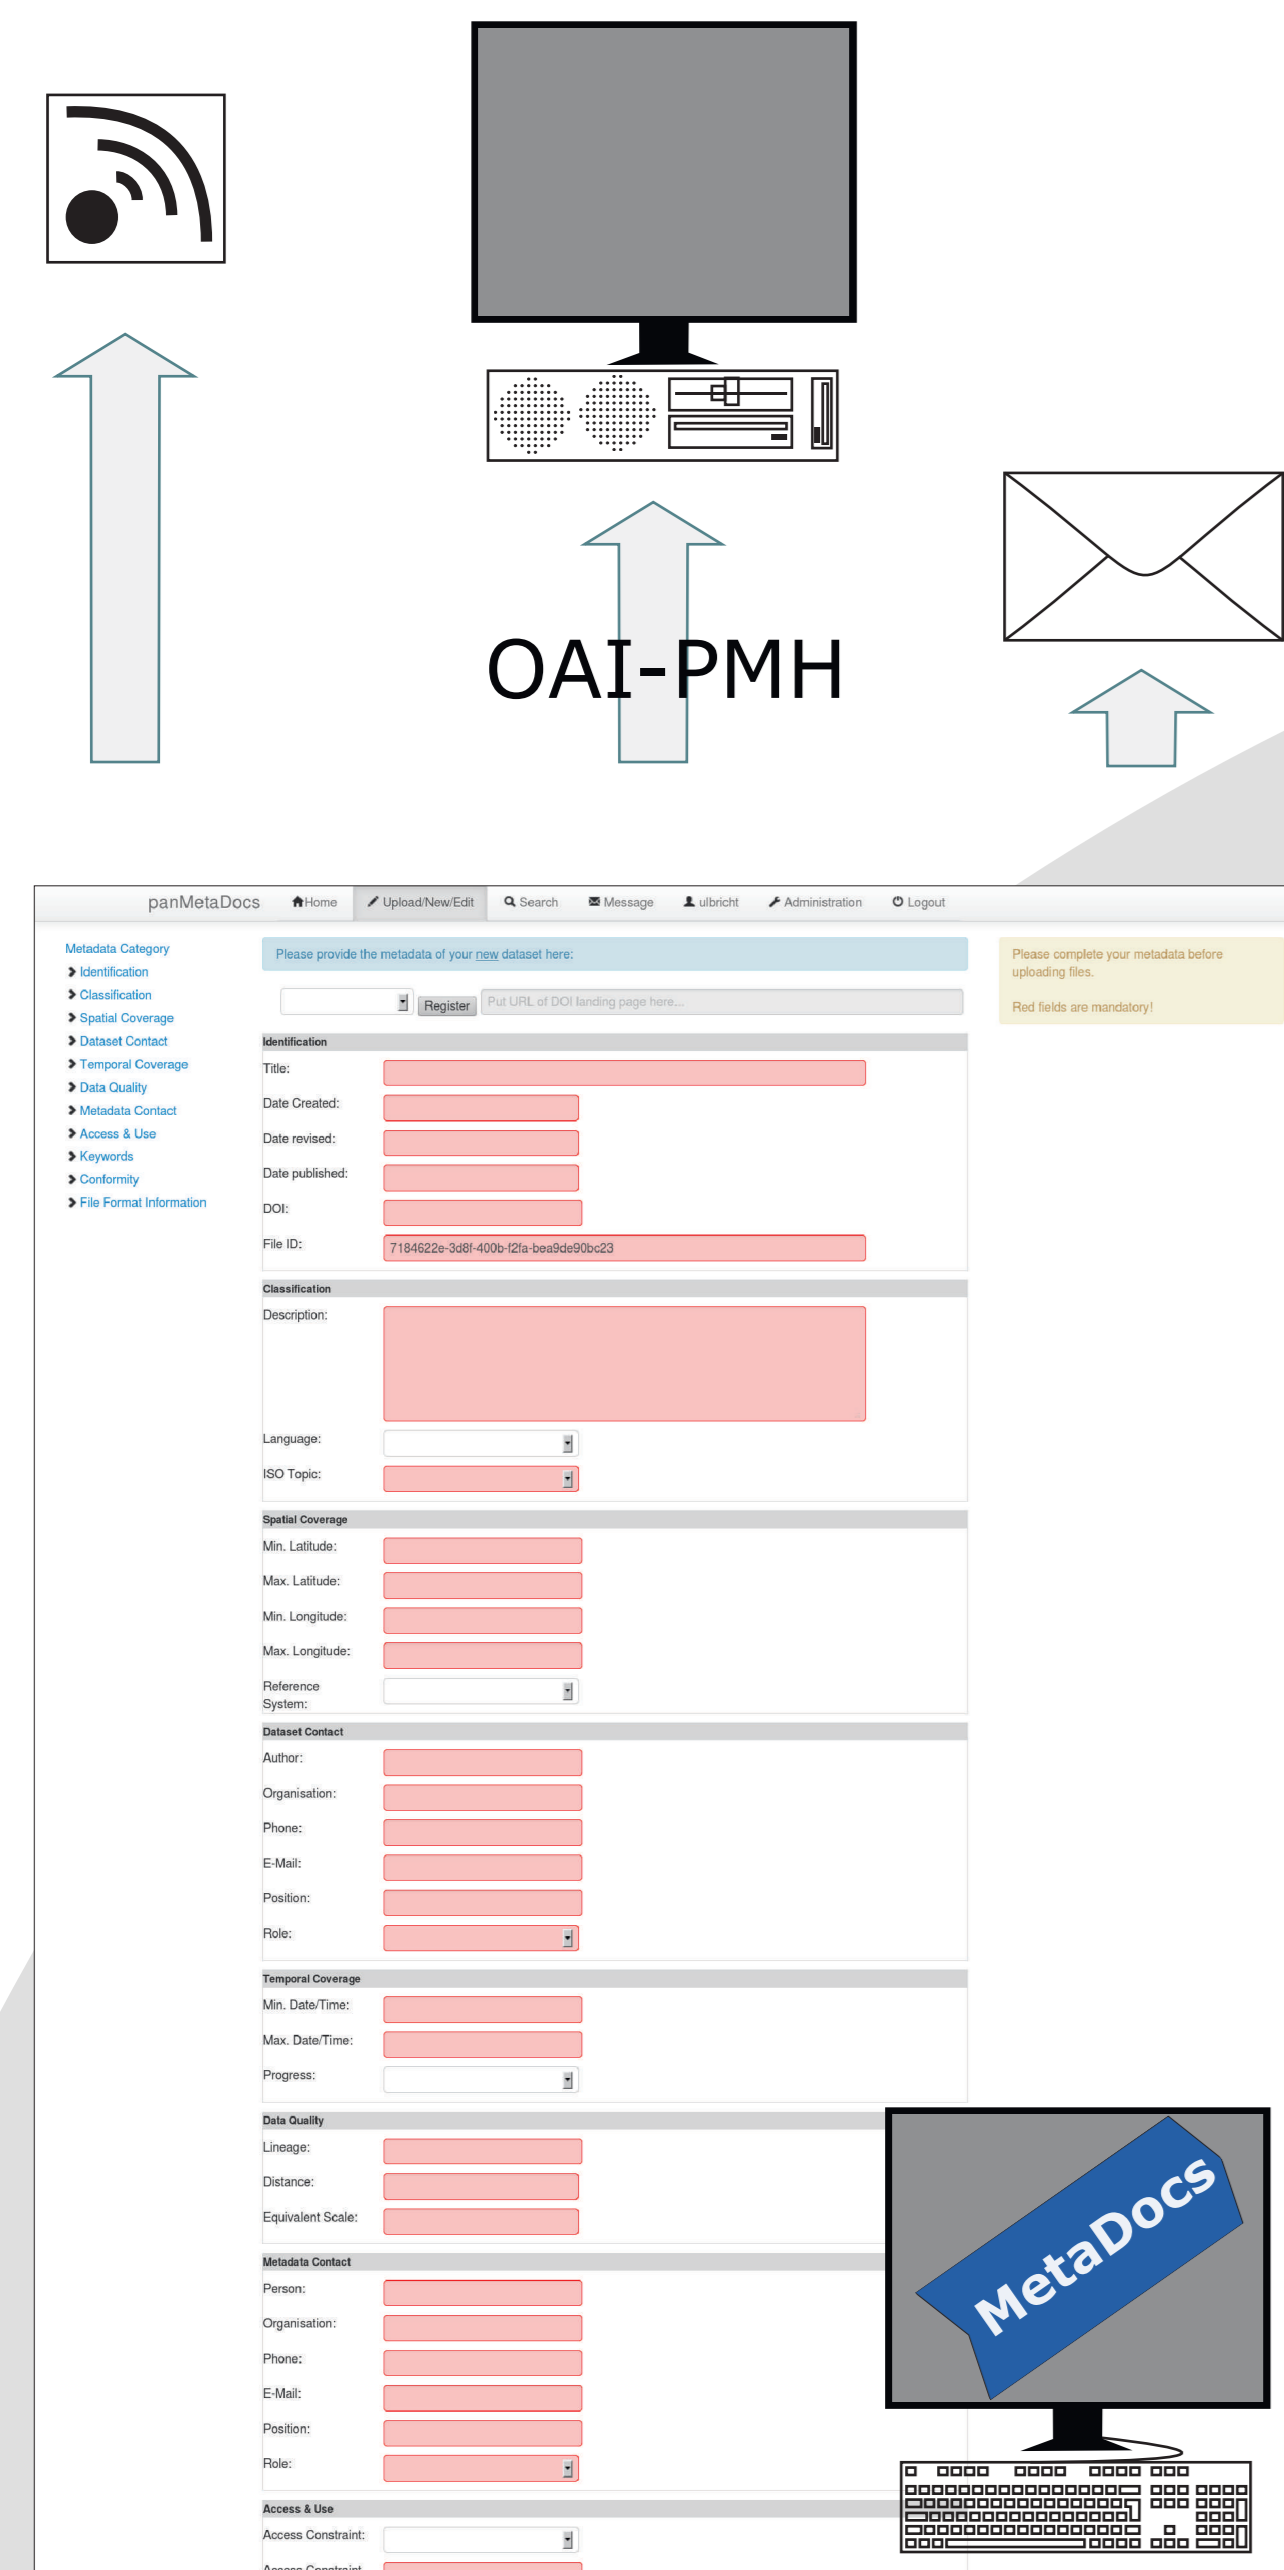 OAI-PMH
panMetaDocs Home Upload/New/Edit Search Message ulbricht Administration Logout
Metadata Category
Identification
Classification
Spatial Coverage
Dataset Contact
Temporal Coverage
Data Quality
Metadata Contact
Access & Use
Keywords
Conformity
File Format Information
Please provide the metadata of your new dataset here:
Register Put URL of DOI landing page here...
Please complete your metadata before
uploading files.
Red fields are mandatory!
Identification
Title:
Date Created:
Date revised:
Date published:
DOI:
File ID: 7184622e-3d8f-400b-f2fa-bea9de90bc23
Classification
Description:
Language:
ISO Topic:
Spatial Coverage
Min. Latitude:
Max. Latitude:
Min. Longitude:
Max. Longitude:
Reference
System:
Dataset Contact
Author:
Organisation:
Phone:
E-Mail:
Position:
Role:
Temporal Coverage
Min. Date/Time:
Max. Date/Time:
Progress:
Data Quality
Lineage:
Distance:
Equivalent Scale:
Metadata Contact
Person:
Organisation:
Phone:
E-Mail:
Position:
Role:
Access & Use
Access Constraint:
Access Constraint
MetaDocs